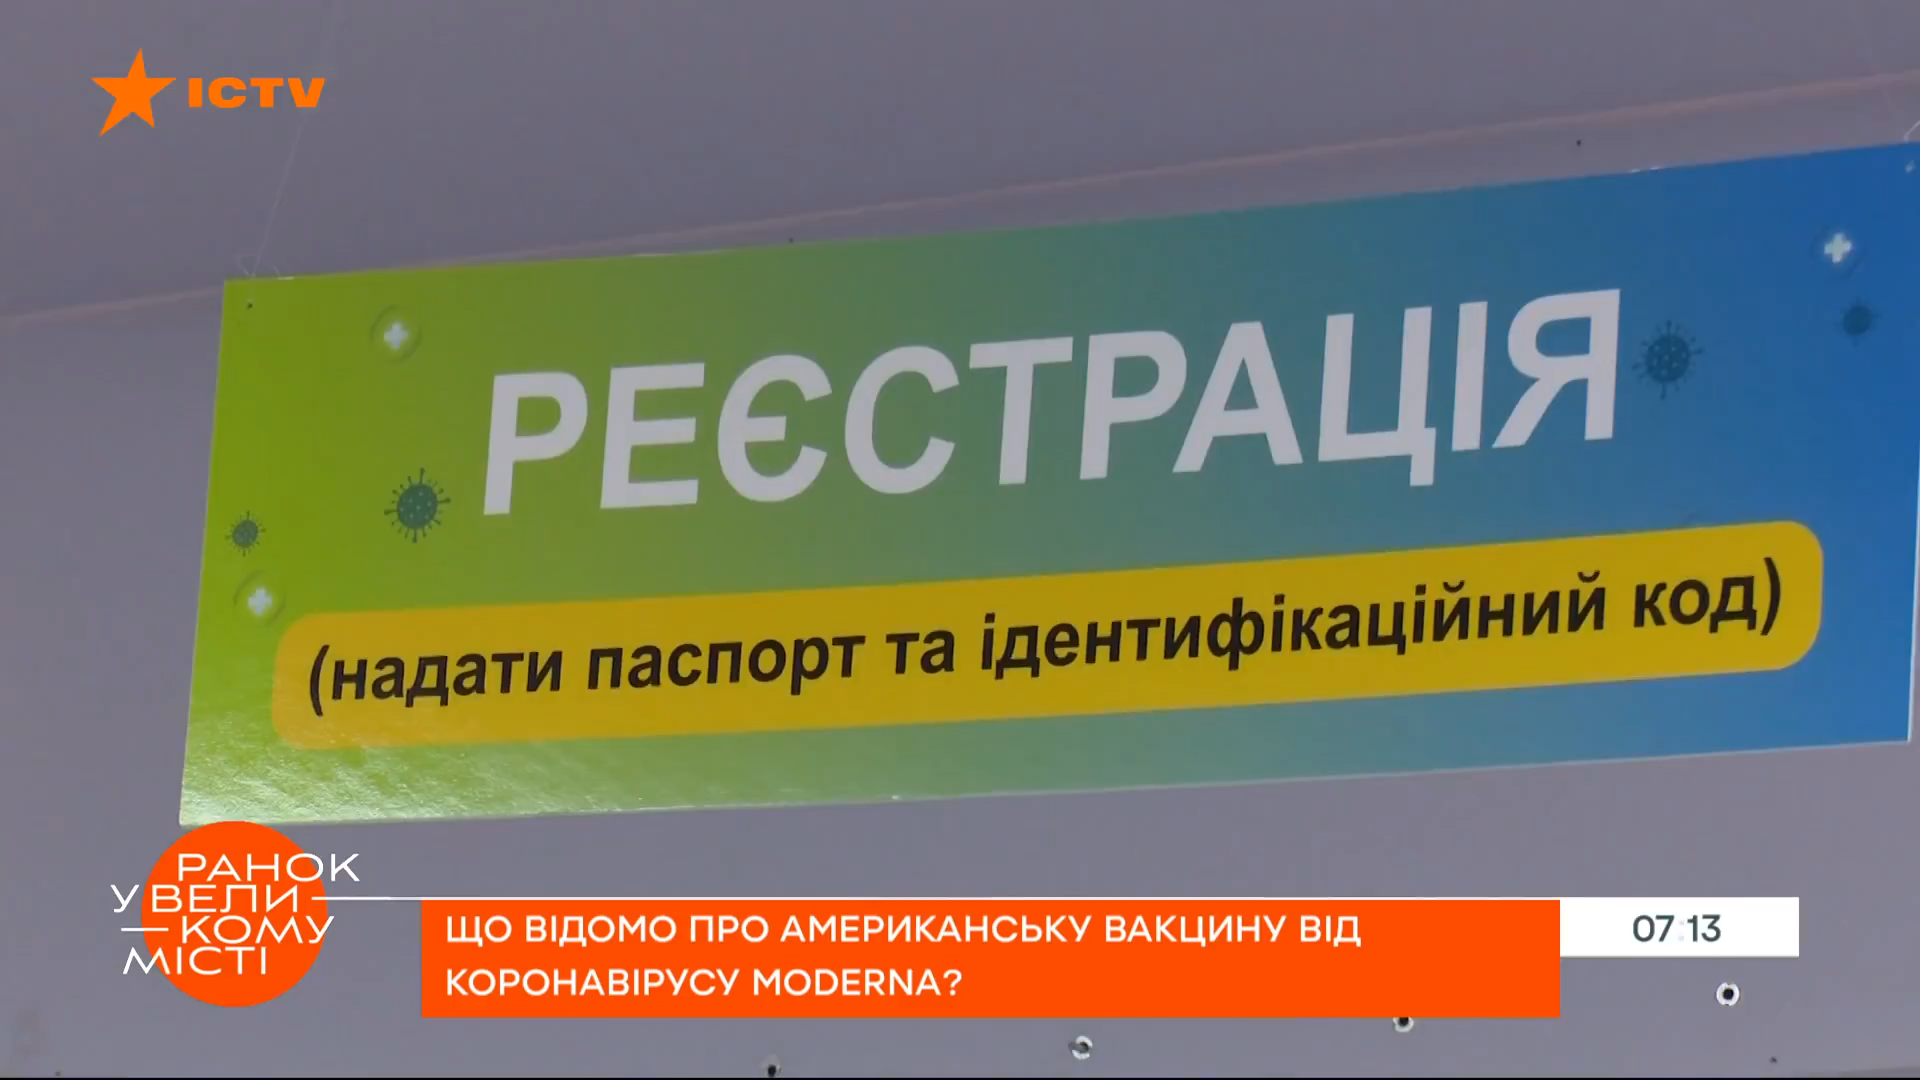 ICTV
РЕЄСТРАЦІЯ
(надати паспорт та ідентифікаційний код)
РАНОК
У ВЕЛИ
КОМУ
МІСТІ
ЩО ВІДОМО ПРО АМЕРИКАНСЬКУ ВАКЦИНУ ВІД
КОРОНАВІРУСУ MODERNA?
07:13